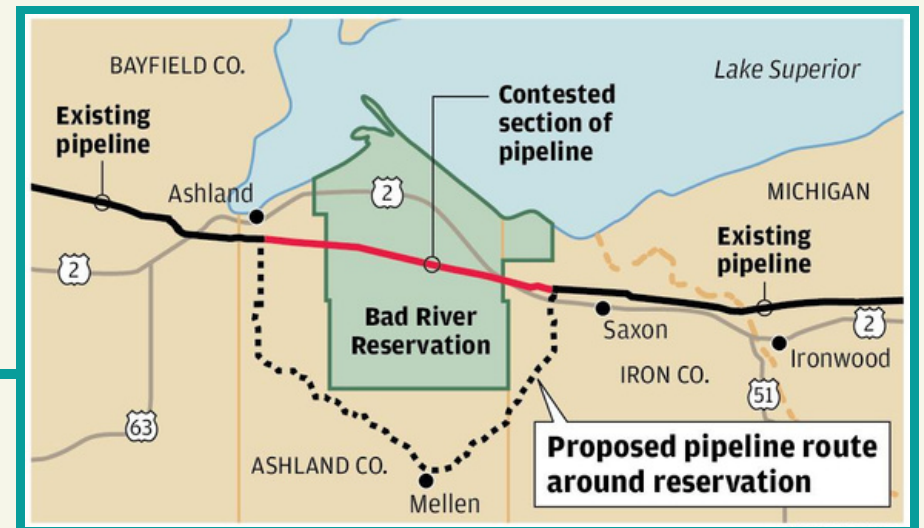 BAYFIELD CO.
Lake Superior
Existing
pipeline
Contested
section of
pipeline
Ashland
2
MICHIGAN
Existing
pipeline
2
Bad River
Reservation
Saxon
2
Ironwood
IRON CO.
51
63
Proposed pipeline route
around reservation
ASHLAND CO.
Mellen